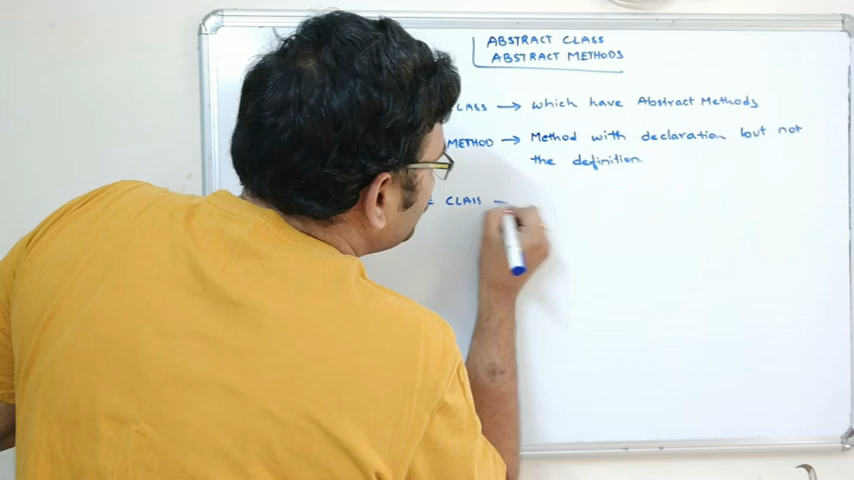 ABSTRACT CLASS
ABSTRACT METHODS
CLASS → which have Abstract Methods
METHOD → Method with declaration but not
the definition.
CLASS